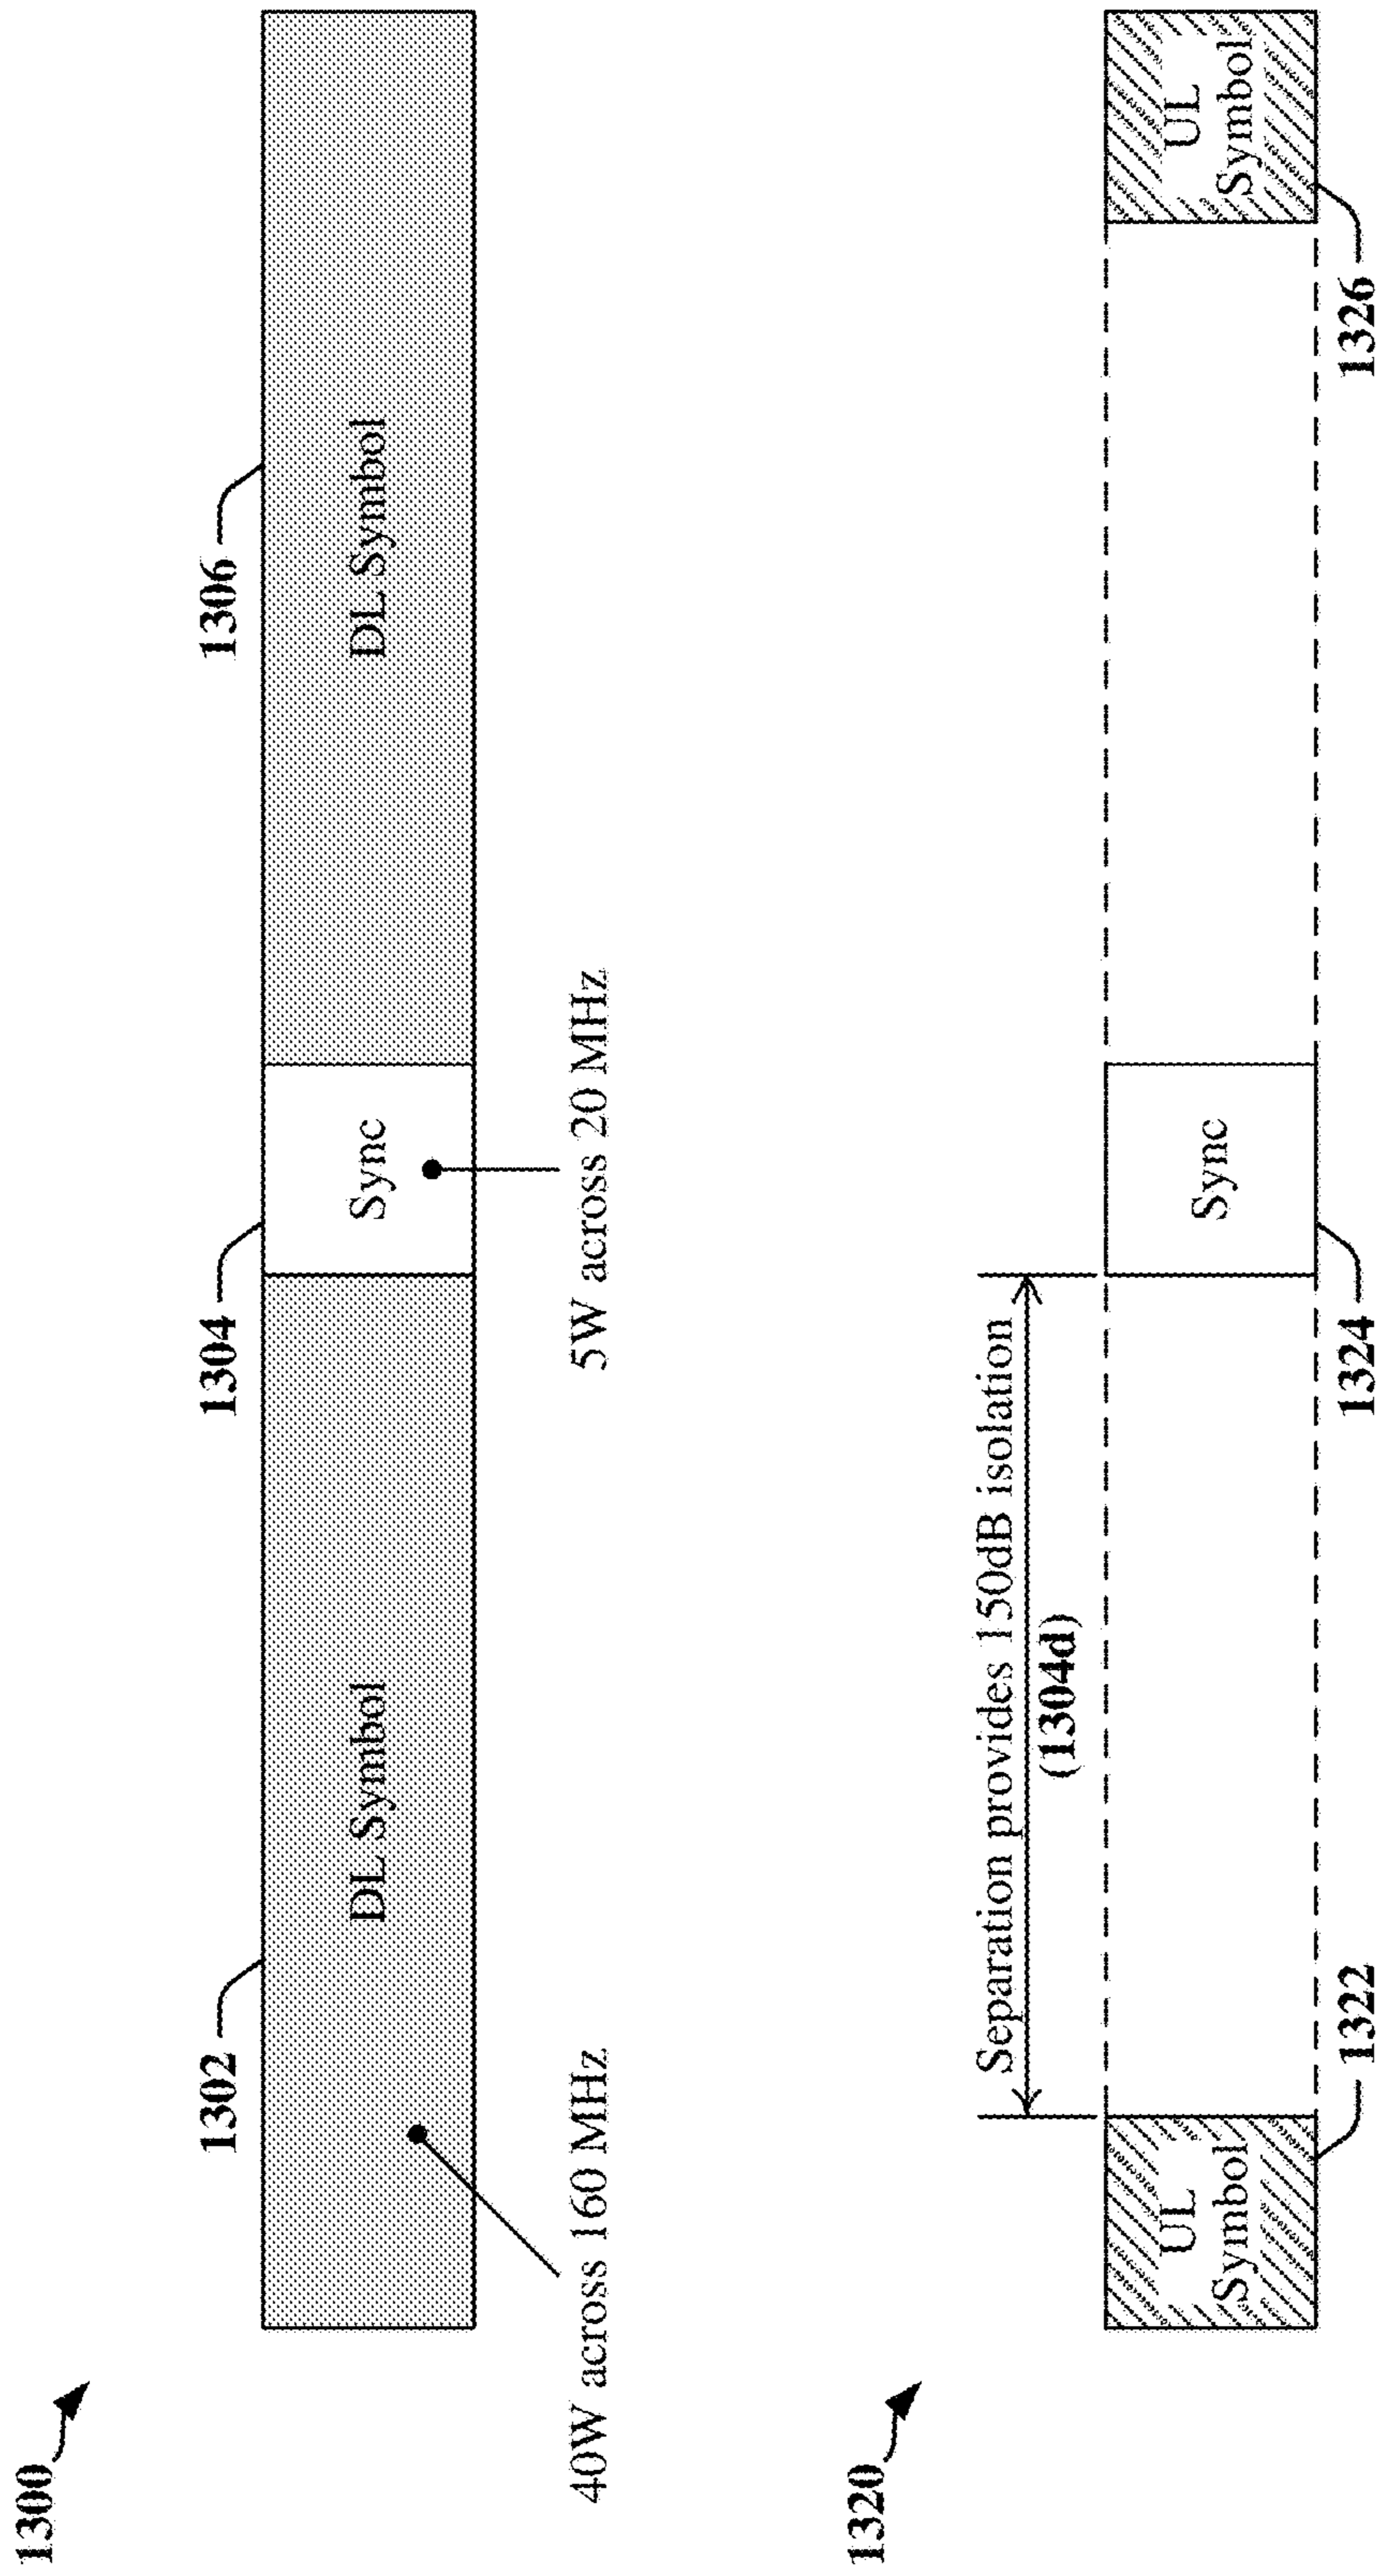 1300
1302
1304
1306
DL Symbol
Sync
DL Symbol
40W across 160 MHz
5W across 20 MHz
1320
Separation provides 150dB isolation
(1304d)
UL
Symbol
Sync
UL
Symbol
1322
1324
1326